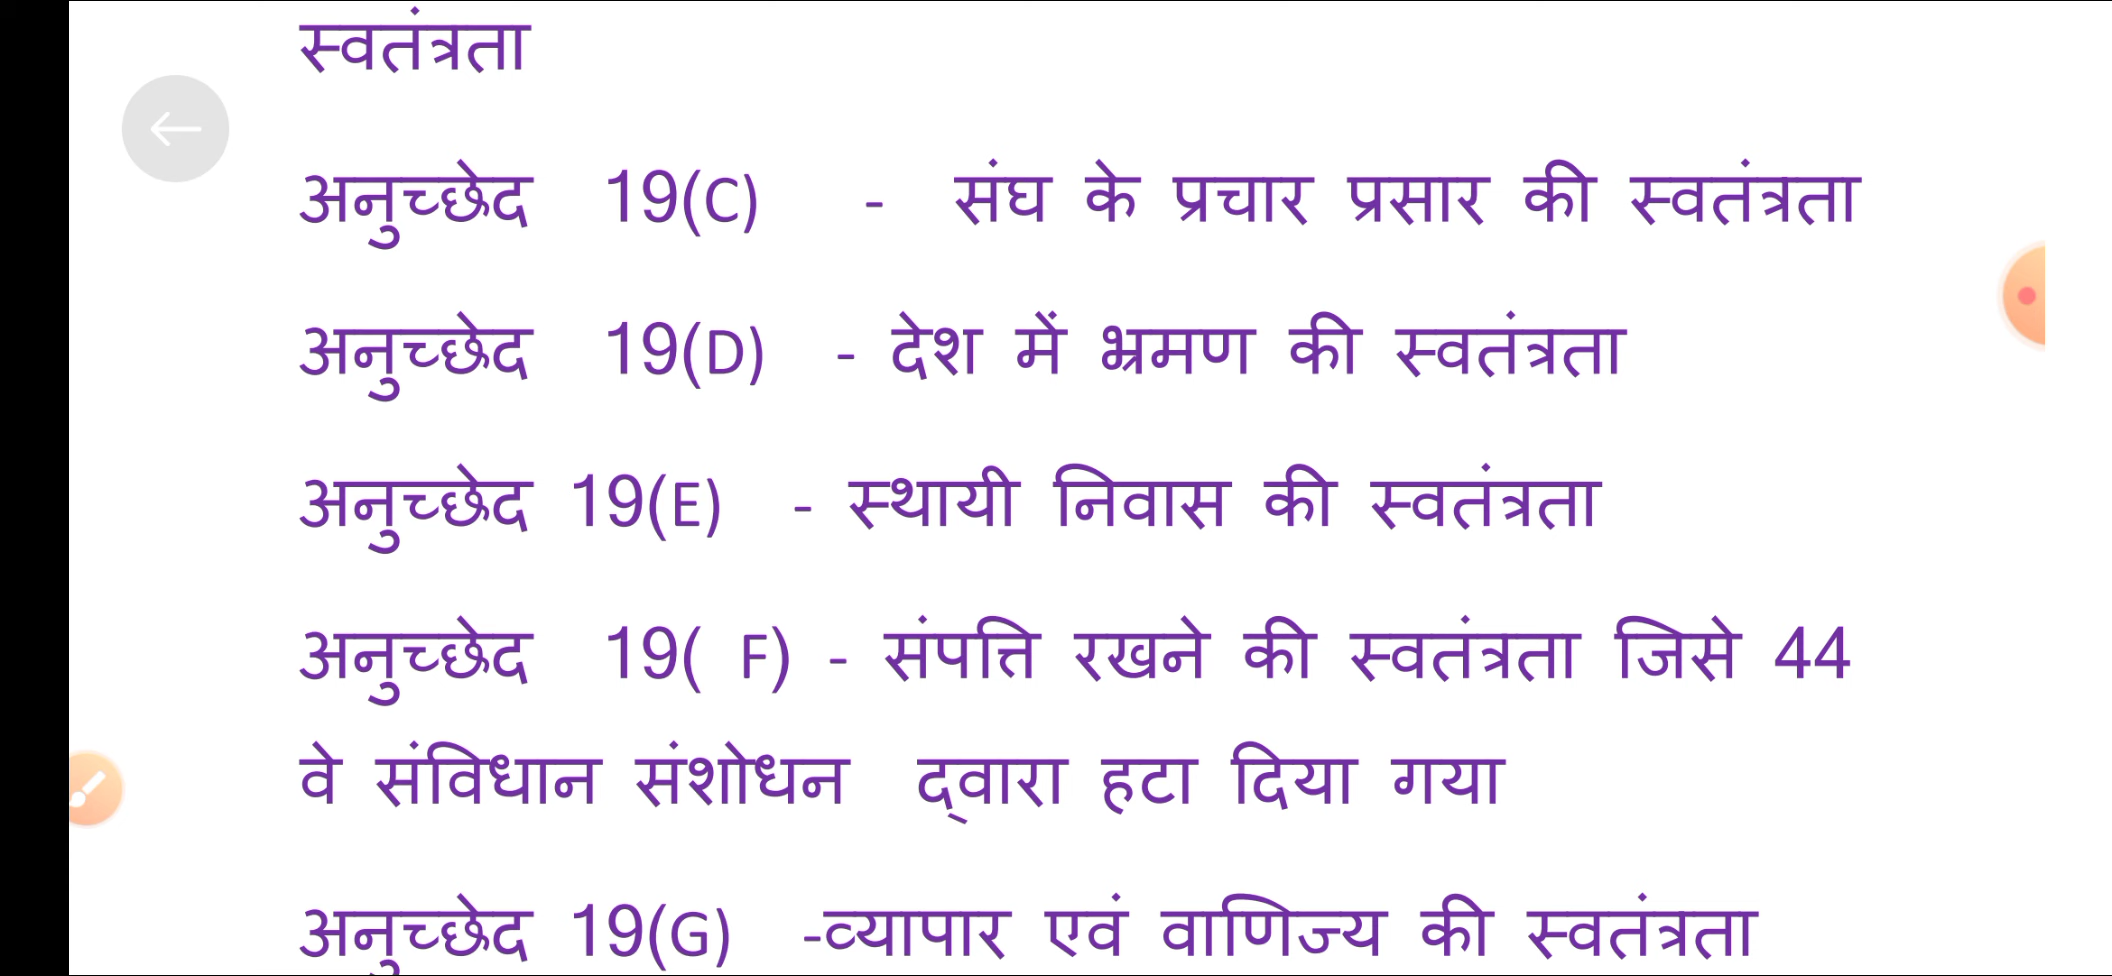 स्वतंत्रता
अनुच्छेद 19(C) - संघ के प्रचार प्रसार की स्वतंत्रता
अनुच्छेद 19(D) - देश में भ्रमण की स्वतंत्रता
अनुच्छेद 19(E) - स्थायी निवास की स्वतंत्रता
अनुच्छेद 19( F) - संपत्ति रखने की स्वतंत्रता जिसे 44
वे संविधान संशोधन द्वारा हटा दिया गया
अनुच्छेद 19(G) -व्यापार एवं वाणिज्य की स्वतंत्रता